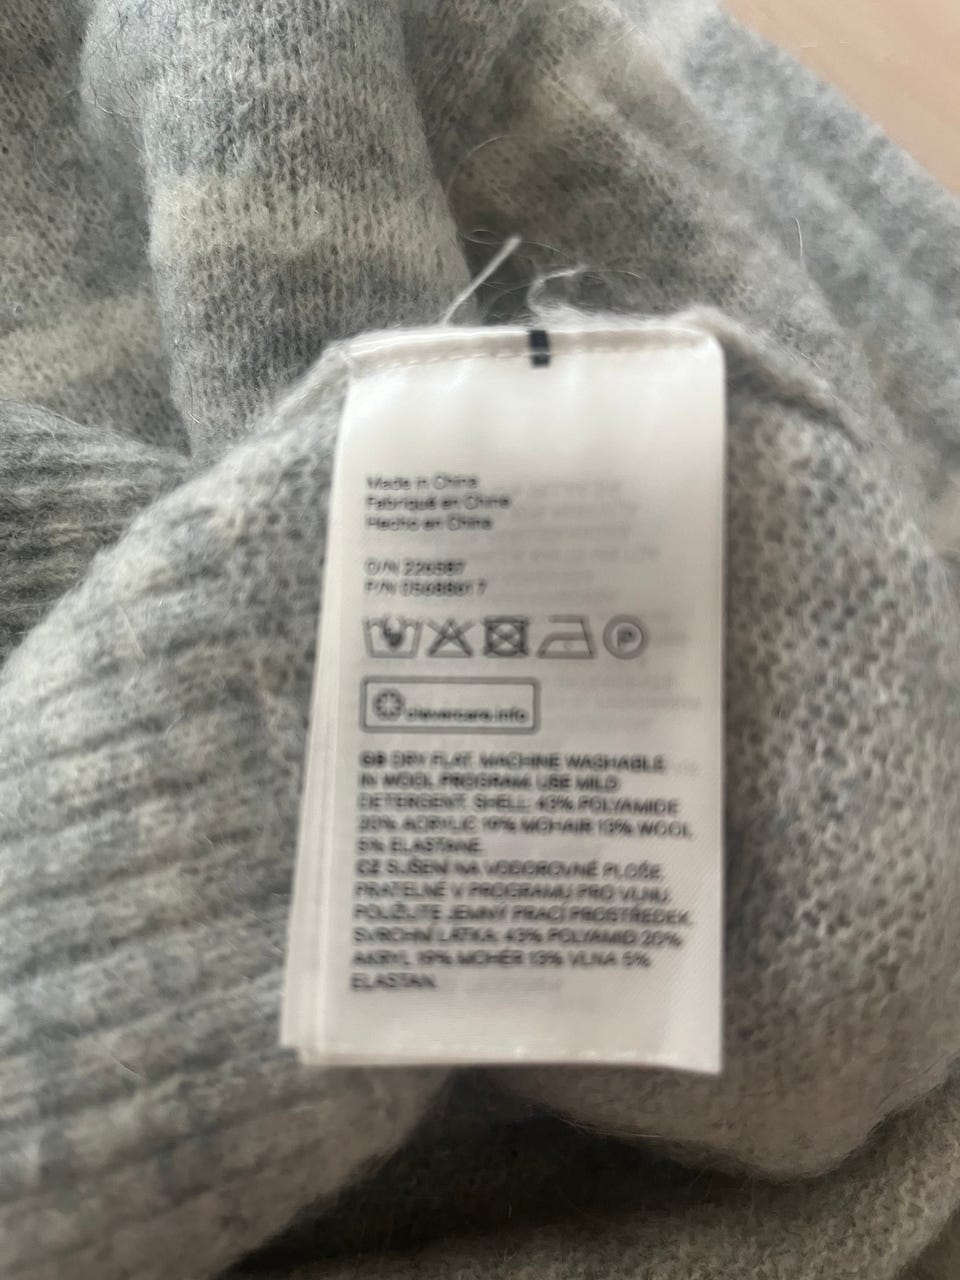 Made in China
Fabriqué en Chine
Hecho en China
O/N 226587
P
clevercare.info
GB DRY FLAT. MACHINE WASHABLE
IN WOOL PROGRAM. USE MILD
DETERGENT. SHELL: 43% POLYAMIDE
20% ACRYLIC 19% MOHAIR 13% WOOL
5% ELASTANE.
CZ SUŠENÍ NA VODOROVNÉ PLOŠE.
PRATELNÉ V PROGRAMU PRO VLNU.
POUŽIJTE JEMNÝ PRACÍ PROSTŘEDEK.
SVRCHNÍ LÁTKA: 43% POLYAMID 20%
AKRYL 19% MOHÉR 13% VLNA 5%
ELASTAN.